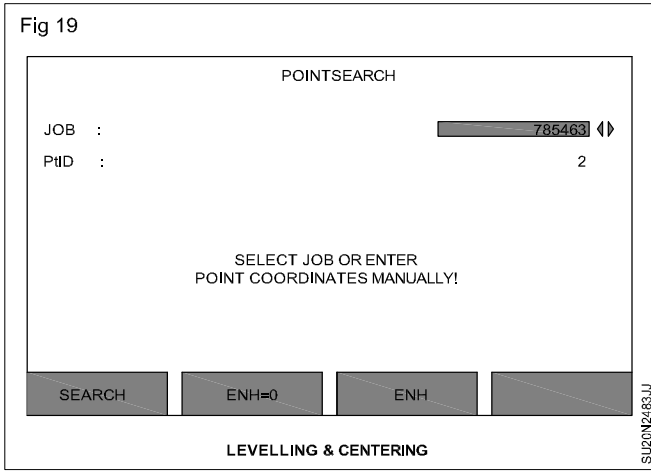 Fig 19
POINTSEARCH
JOB : 785463
PtID : 2
SELECT JOB OR ENTER
POINT COORDINATES MANUALLY!
SEARCH ENH=0 ENH
LEVELLING & CENTERING
SU20N2483JJ